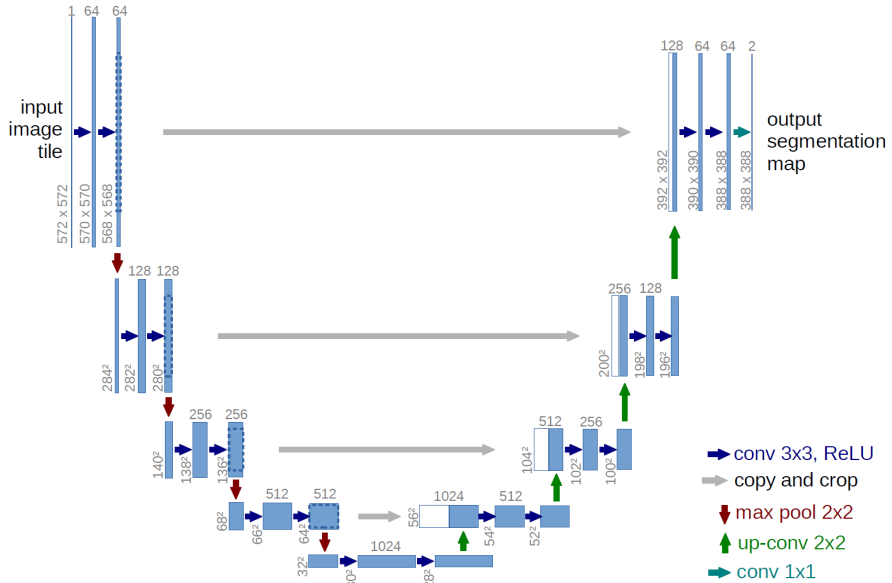 1
64
64
input
image
tile
572 x 572
570 x 570
568 x 568
128
64
64
2
output
segmentation
map
392 x 392
390 x 390
388 x 388
388 x 388
128
128
284²
282²
280²
256
128
200²
198²
196²
256
256
140²
138²
136²
512
256
104²
102²
100²
512
512
68²
66²
64²
1024
512
56²
54²
52²
1024
32²
conv 3x3, ReLU
copy and crop
max pool 2x2
up-conv 2x2
conv 1x1